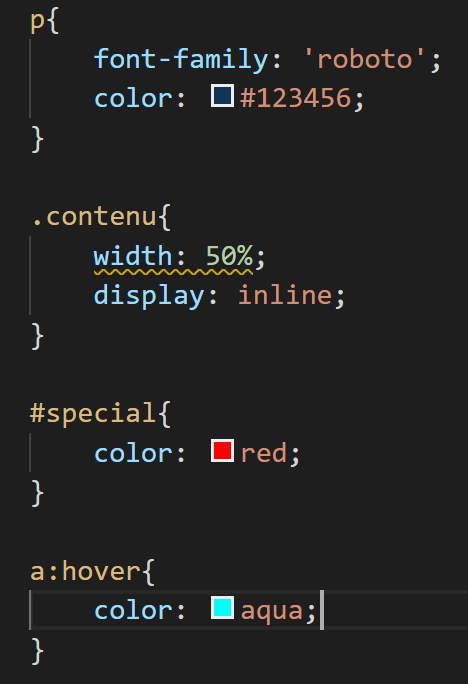 p{
    font-family: 'roboto';
    color: #123456;
}

.contenu{
    width: 50%;
    display: inline;
}

#special{
    color: red;
}

a:hover{
    color: aqua;
}